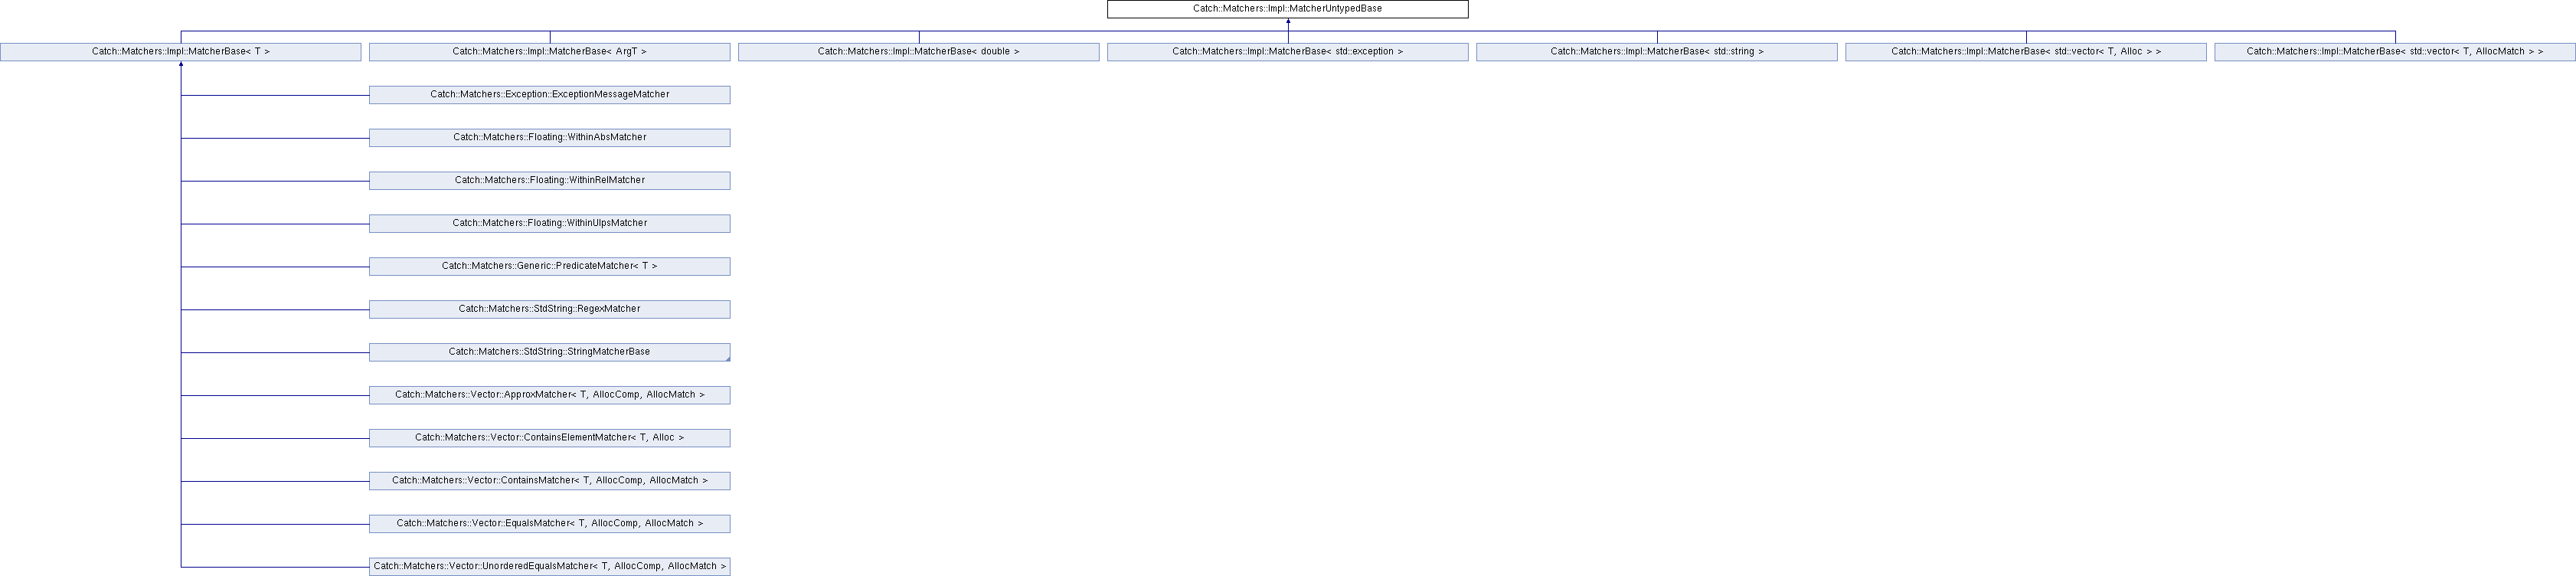 Catch::Matchers::Impl::MatcherUntypedBase
Catch::Matchers::Impl::MatcherBase< T >
Catch::Matchers::Impl::MatcherBase< ArgT >
Catch::Matchers::Impl::MatcherBase< double >
Catch::Matchers::Impl::MatcherBase< std::exception >
Catch::Matchers::Impl::MatcherBase< std::string >
Catch::Matchers::Impl::MatcherBase< std::vector< T, Alloc > >
Catch::Matchers::Impl::MatcherBase< std::vector< T, AllocMatch > >
Catch::Matchers::Exception::ExceptionMessageMatcher
Catch::Matchers::Floating::WithinAbsMatcher
Catch::Matchers::Floating::WithinRelMatcher
Catch::Matchers::Floating::WithinUlpsMatcher
Catch::Matchers::Generic::PredicateMatcher< T >
Catch::Matchers::StdString::RegexMatcher
Catch::Matchers::StdString::StringMatcherBase
Catch::Matchers::Vector::ApproxMatcher< T, AllocComp, AllocMatch >
Catch::Matchers::Vector::ContainsElementMatcher< T, Alloc >
Catch::Matchers::Vector::ContainsMatcher< T, AllocComp, AllocMatch >
Catch::Matchers::Vector::EqualsMatcher< T, AllocComp, AllocMatch >
Catch::Matchers::Vector::UnorderedEqualsMatcher< T, AllocComp, AllocMatch >